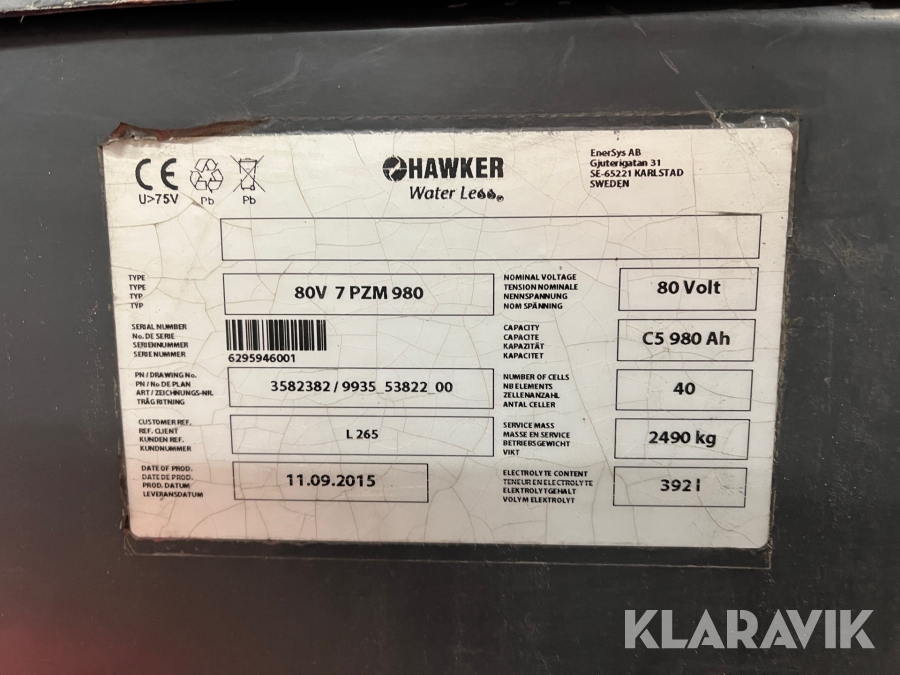 CE
U>75V
Pb
Pb
HAWKER
Water Less
EnerSys AB
Gjuterigatan 31
SE-65221 KARLSTAD
SWEDEN
TYPE
TYPE
TYP
TYP
80V 7 PZM 980
NOMINAL VOLTAGE
TENSION NOMINALE
NENNSPANNUNG
NOM SPÄNNING
80 Volt
SERIAL NUMBER
No. DE SERIE
SERIENNUMMER
SERIE NUMMER
6295946001
CAPACITY
CAPACITE
KAPAZITÄT
KAPACITET
C5 980 Ah
PN / DRAWING No.
PN / No DE PLAN
ART / ZEICHNUNGS-NR.
TRÅG RITNING
3582382 / 9935_53822_00
NUMBER OF CELLS
NB ELEMENTS
ZELLENANZAHL
ANTAL CELLER
40
CUSTOMER REF.
REF. CLIENT
KUNDEN REF.
KUNDNUMMER
L 265
SERVICE MASS
MASSE EN SERVICE
BETRIEBSGEWICHT
VIKT
2490 kg
DATE OF PROD.
DATE DE PROD.
PROD. DATUM
LEVERANSDATUM
11.09.2015
ELECTROLYTE CONTENT
TENEUR EN ELECTROLYTE
ELEKTROLYTGEHALT
VOLYM ELEKTROLYT
392 l
KLARAVIK